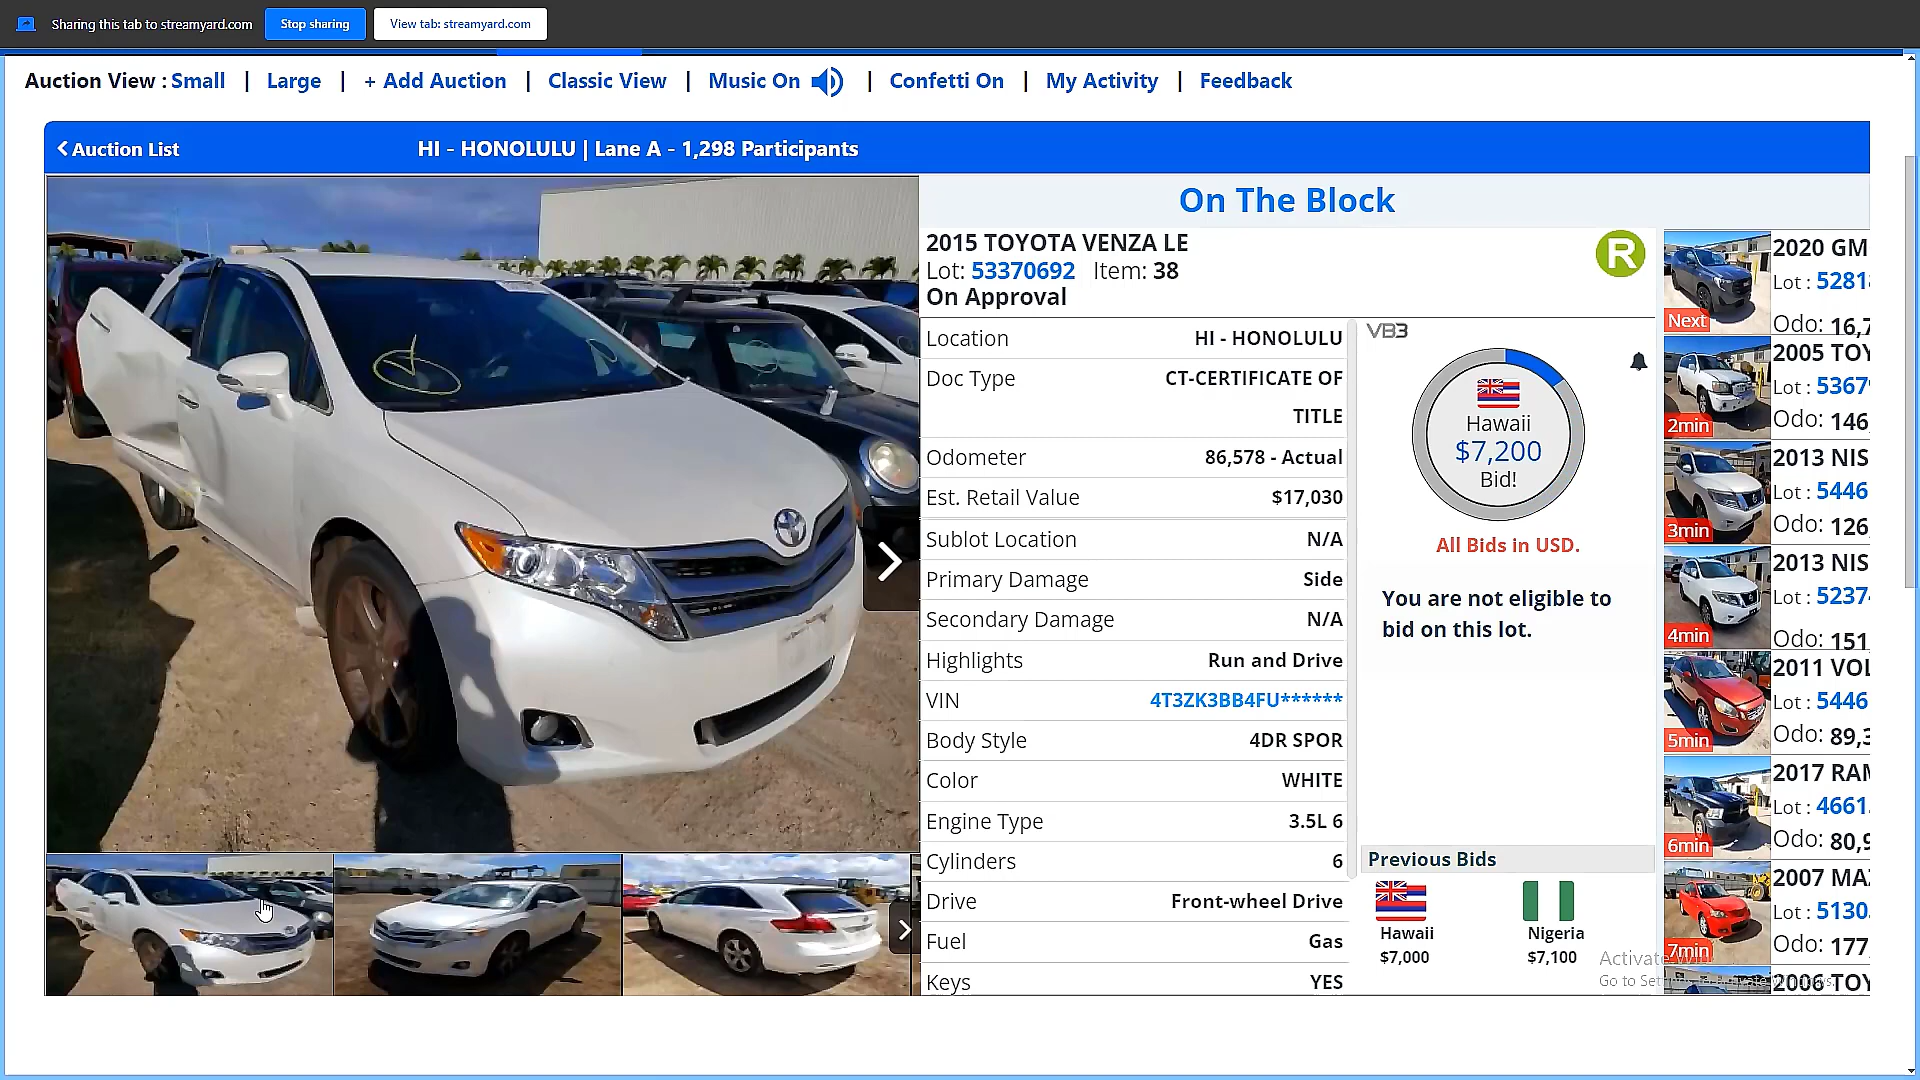 Sharing this tab to streamyard.com
Stop sharing
View tab: streamyard.com
Auction View : Small | Large | + Add Auction | Classic View | Music On | Confetti On | My Activity | Feedback
Auction List
HI - HONOLULU | Lane A - 1,298 Participants
On The Block
2015 TOYOTA VENZA LE
Lot: 53370692 Item: 38
On Approval
R
Location HI - HONOLULU
Doc Type CT-CERTIFICATE OF
TITLE
Odometer 86,578 - Actual
Est. Retail Value $17,030
Sublot Location N/A
Primary Damage Side
Secondary Damage N/A
Highlights Run and Drive
VIN 4T3ZK3BB4FU******
Body Style 4DR SPOR
Color WHITE
Engine Type 3.5L 6
Cylinders 6
Drive Front-wheel Drive
Fuel Gas
Keys YES
VB3
Hawaii
$7,200
Bid!
All Bids in USD.
You are not eligible to
bid on this lot.
Previous Bids
Hawaii
$7,000
Nigeria
$7,100
2020 GM
Lot : 5281
Next
Odo: 16,7
2005 TOY
Lot : 5367
2min
Odo: 146,
2013 NIS
Lot : 5446
3min
Odo: 126,
2013 NIS
Lot : 5237
4min
Odo: 151
2011 VOL
Lot : 5446
5min
Odo: 89,3
2017 RAM
Lot : 4661
6min
Odo: 80,9
2007 MAZ
Lot : 5130
7min
Odo: 177
2006 TOY
Activate
Go to Set